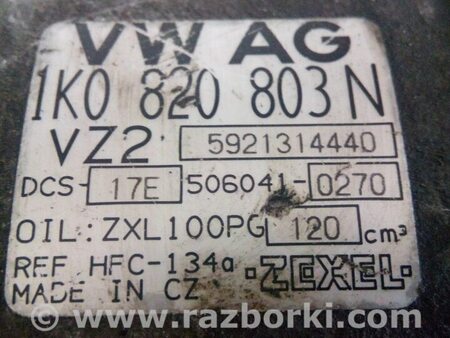 VW AG
1K0 820 803 N
VZ2 5921314440
DCS-17E 506041-0270
OIL: ZXL100PG 120 cm³
REF HFC-134a ZEXEL
MADE IN CZ
© www.razborki.com